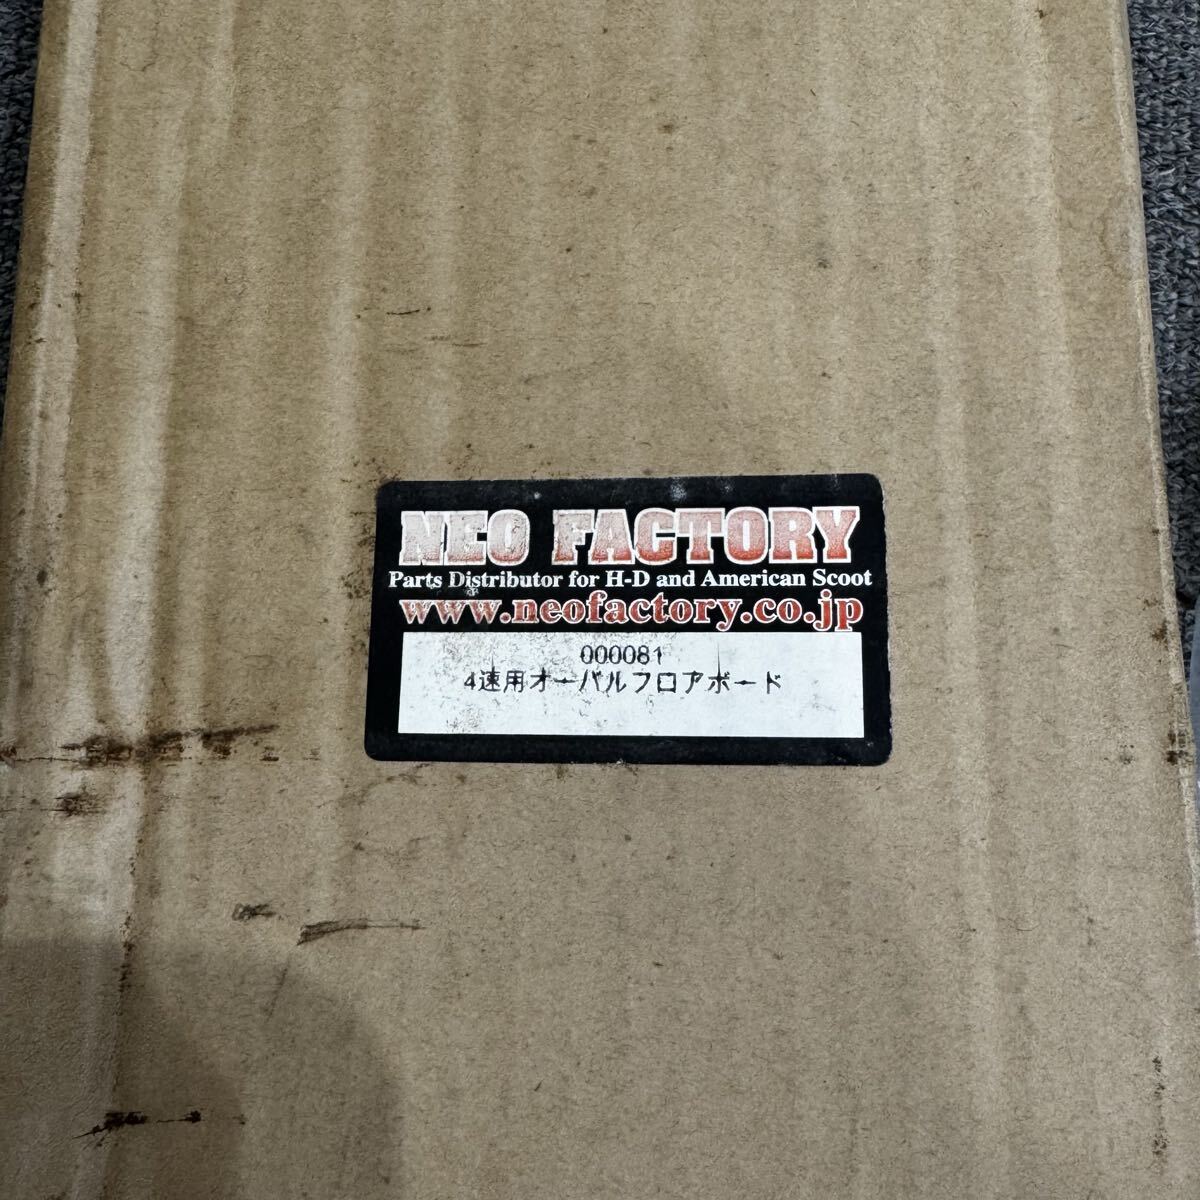 NEO FACTORY
Parts Distributor for H-D and American Scoot
www.neofactory.co.jp
000081
4速用オーバルフロアボード